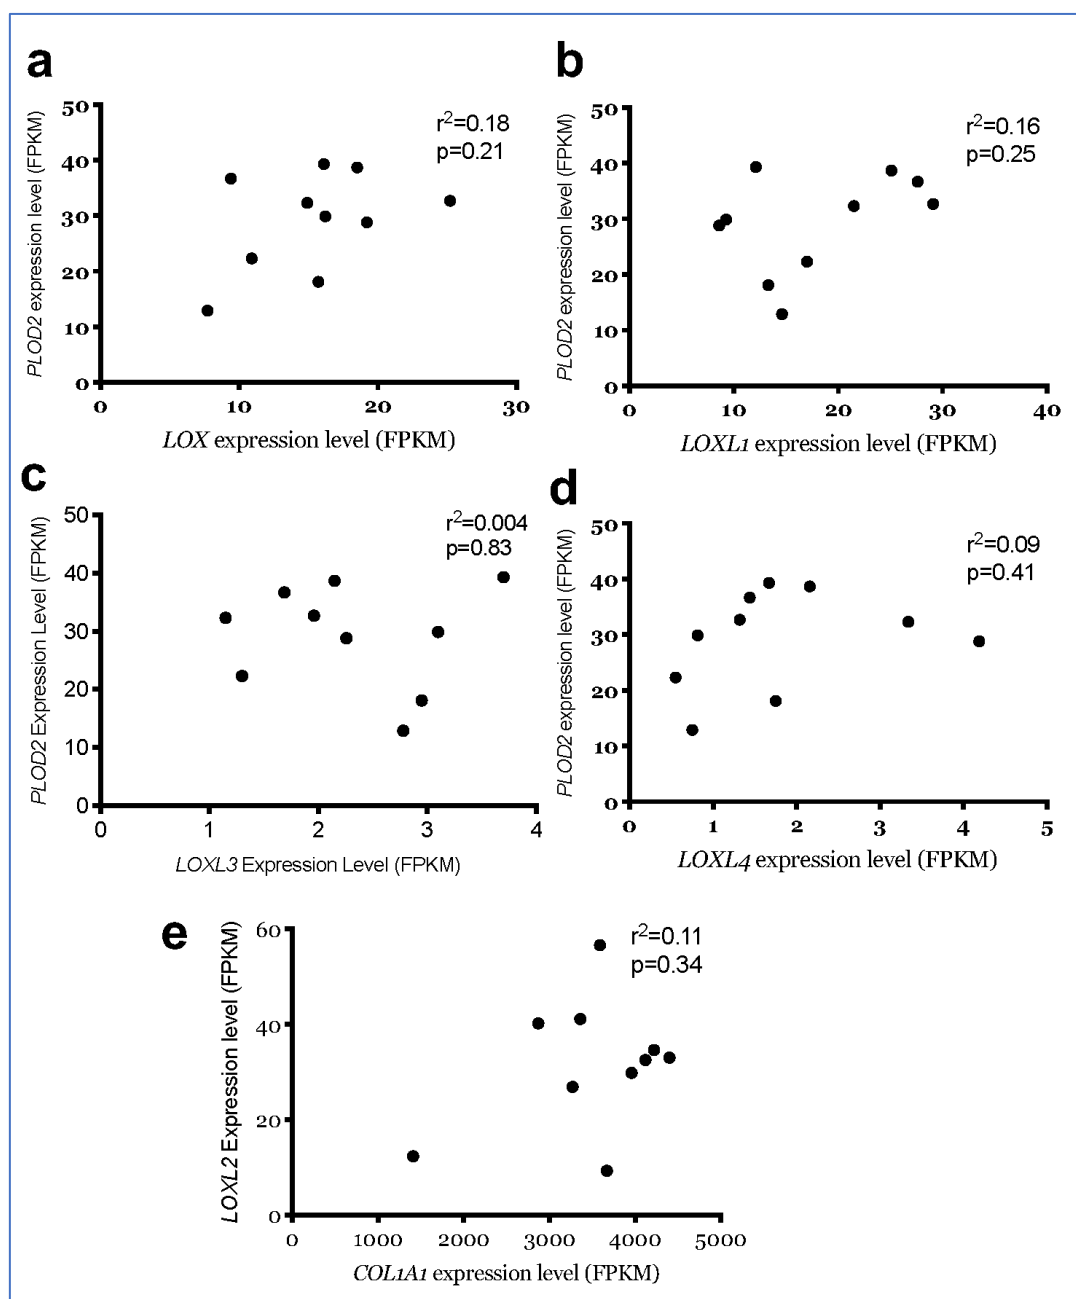 a
r²=0.18
p=0.21
PLOD2 expression level (FPKM)
50
40
30
20
10
0
0 10 20 30
LOX expression level (FPKM)
b
r²=0.16
p=0.25
PLOD2 expression level (FPKM)
50
40
30
20
10
0
0 10 20 30 40
LOXL1 expression level (FPKM)
c
r²=0.004
p=0.83
PLOD2 Expression Level (FPKM)
50
40
30
20
10
0
0 1 2 3 4
LOXL3 Expression Level (FPKM)
d
r²=0.09
p=0.41
PLOD2 expression level (FPKM)
50
40
30
20
10
0
0 1 2 3 4 5
LOXL4 expression level (FPKM)
e
r²=0.11
p=0.34
LOXL2 Expression level (FPKM)
60
40
20
0
0 1000 2000 3000 4000 5000
COL1A1 expression level (FPKM)